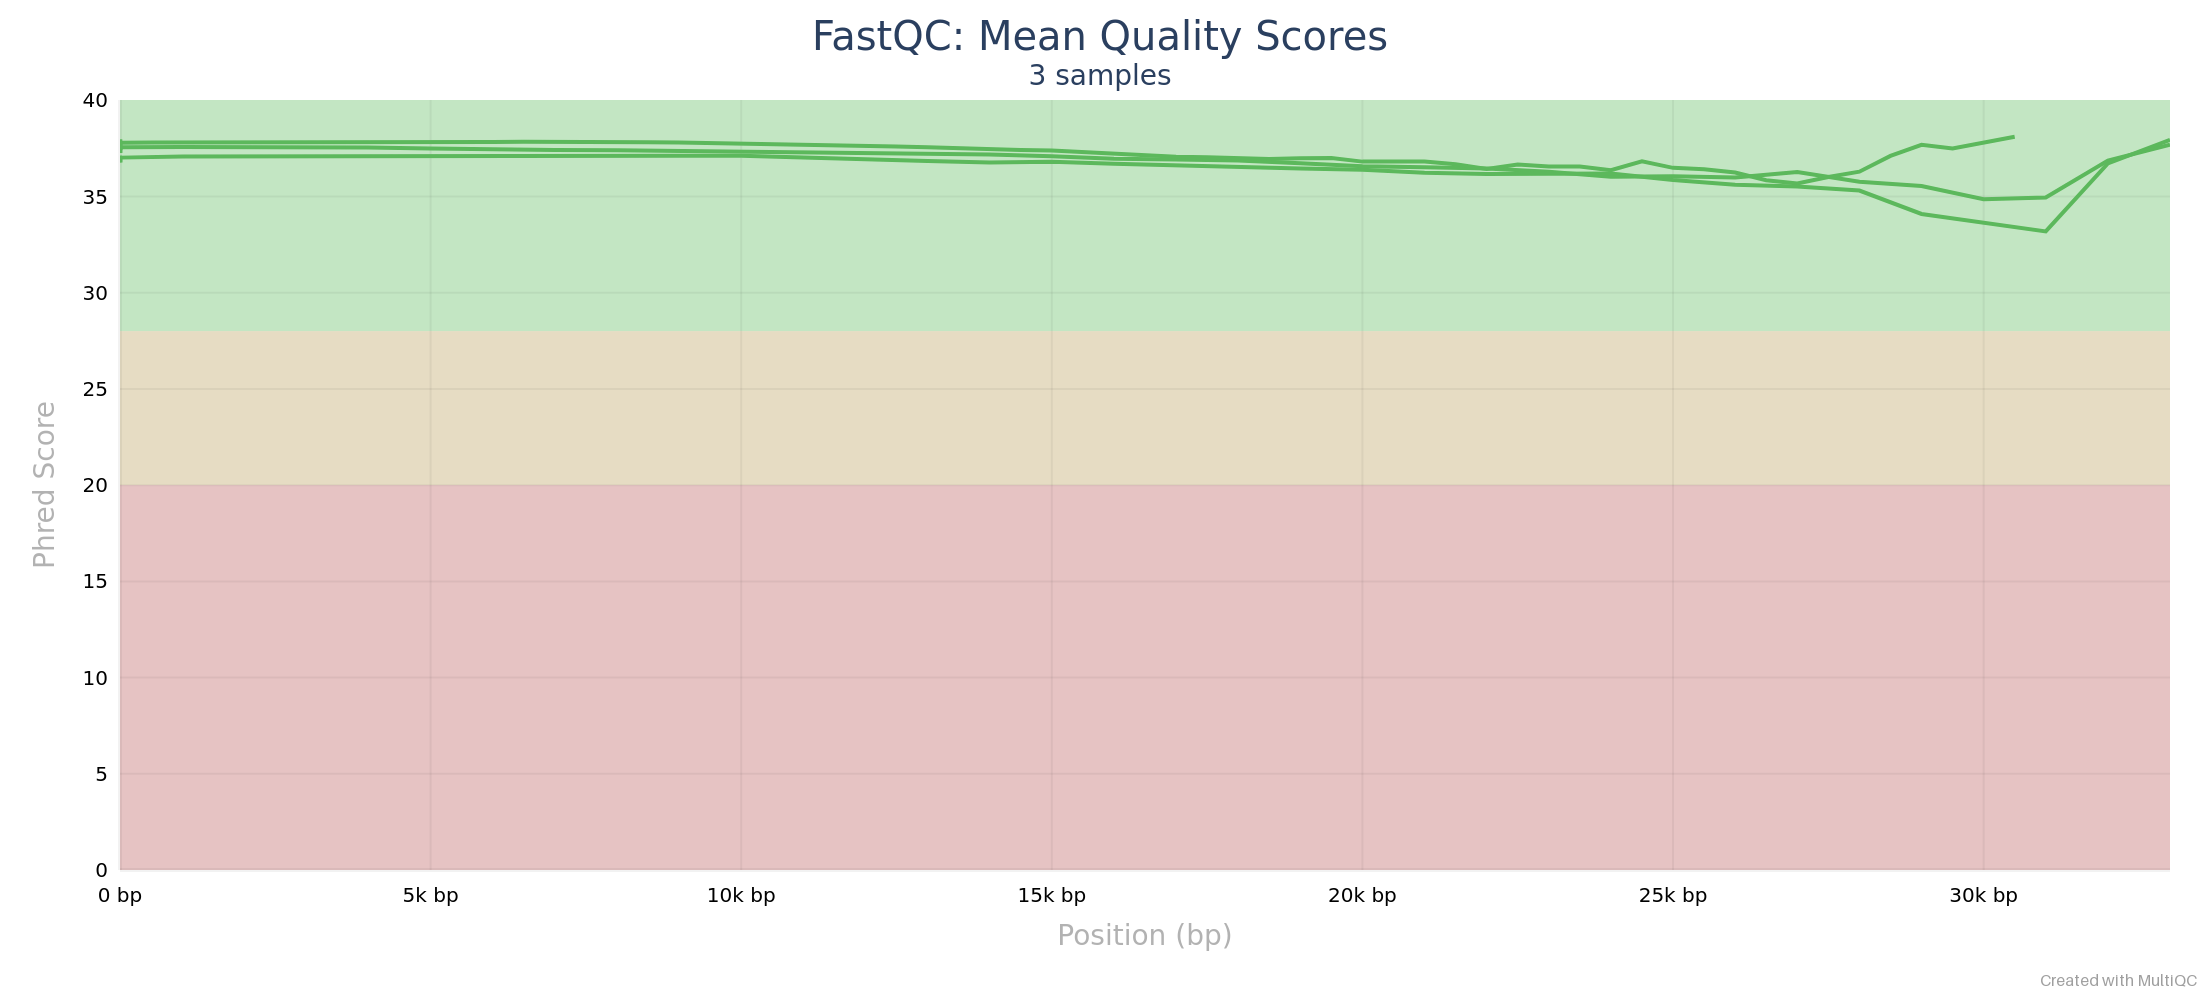 FastQC: Mean Quality Scores
3 samples
40
35
30
25
20
15
10
5
0
Phred Score
0 bp 5k bp 10k bp 15k bp 20k bp 25k bp 30k bp
Position (bp)
Created with MultiQC